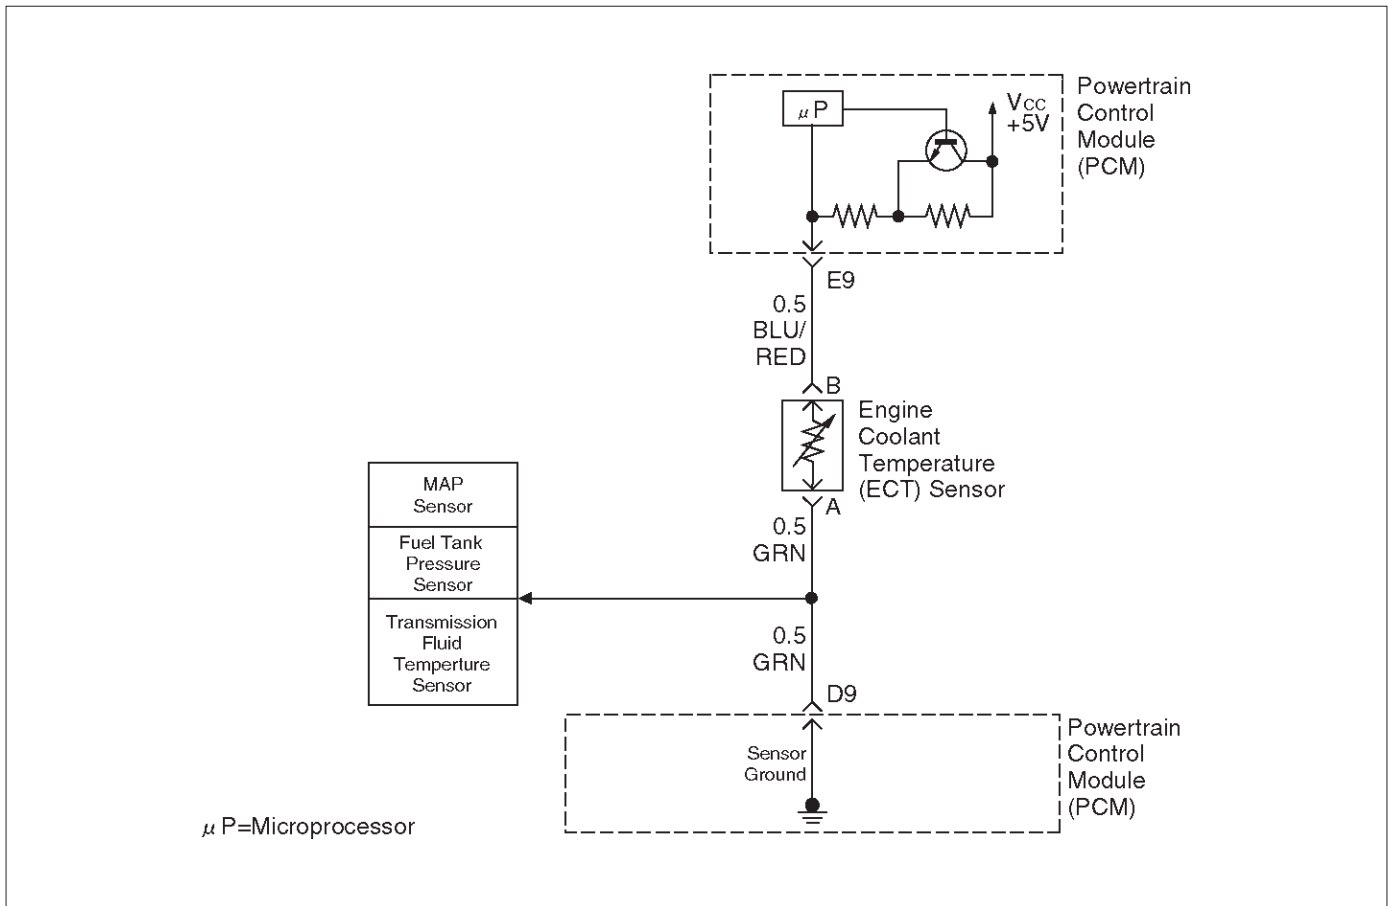 Powertrain
Control
Module
(PCM)
μ P
VCC
+5V
E9
0.5
BLU/
RED
B
Engine
Coolant
Temperature
(ECT) Sensor
A
0.5
GRN
MAP
Sensor
Fuel Tank
Pressure
Sensor
Transmission
Fluid
Temperture
Sensor
0.5
GRN
D9
Powertrain
Control
Module
(PCM)
Sensor
Ground
μ P=Microprocessor